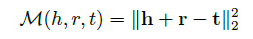 ℳ(h, r, t) = ‖𝐡 + 𝐫 − 𝐭‖₂²